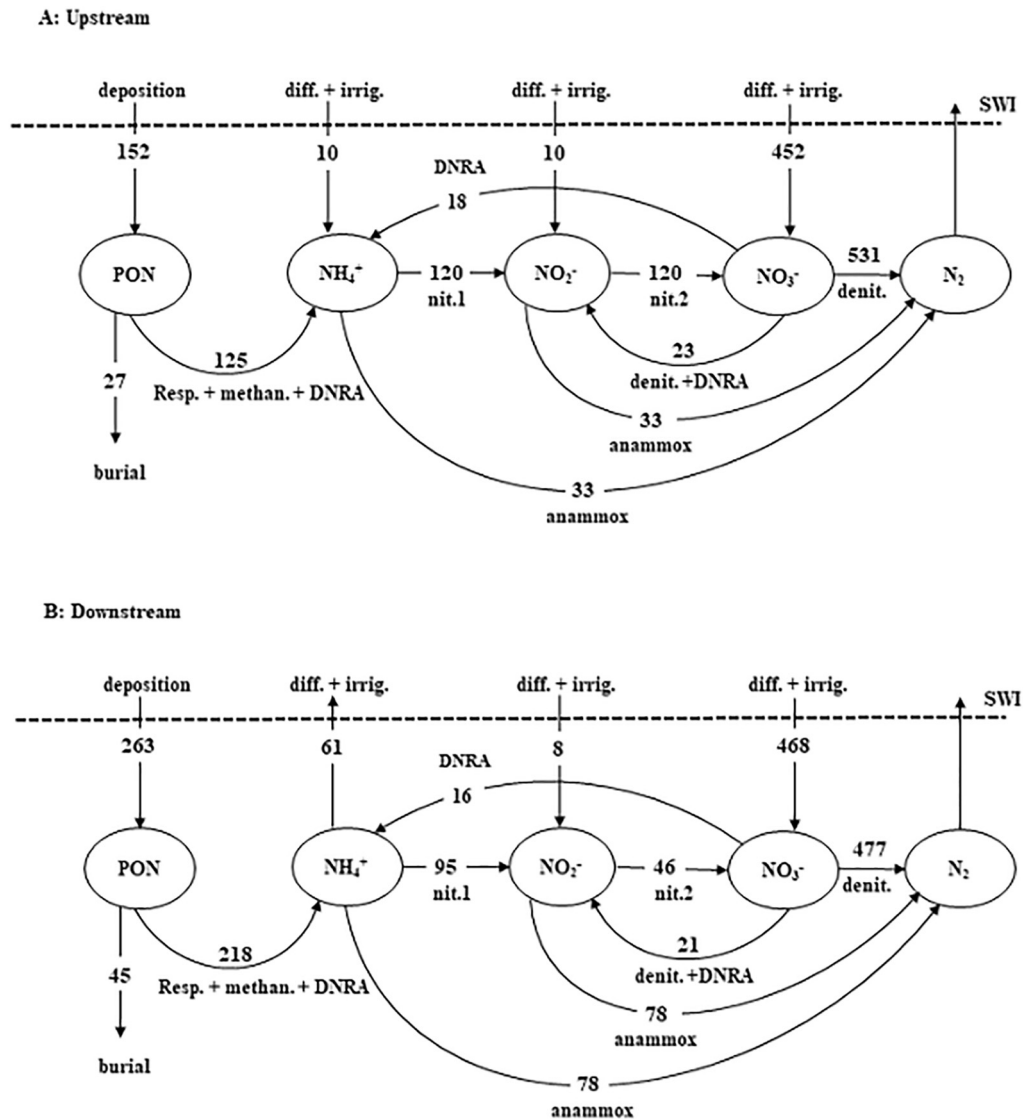 A: Upstream
deposition diff. + irrig. diff. + irrig. diff. + irrig. SWI
152 10 10 452
DNRA
18
PON NH₄⁺ 120 NO₂⁻ 120 NO₃⁻ 531 N₂
nit.1 nit.2 denit.
125 23
27 Resp. + methan. + DNRA denit. +DNRA
33
anammox
burial
33
anammox
B: Downstream
deposition diff. + irrig. diff. + irrig. diff. + irrig. SWI
263 61 8 468
DNRA
16
PON NH₄⁺ 95 NO₂⁻ 46 NO₃⁻ 477 N₂
nit.1 nit.2 denit.
218 21
45 Resp. + methan. + DNRA denit. +DNRA
78
anammox
burial
78
anammox